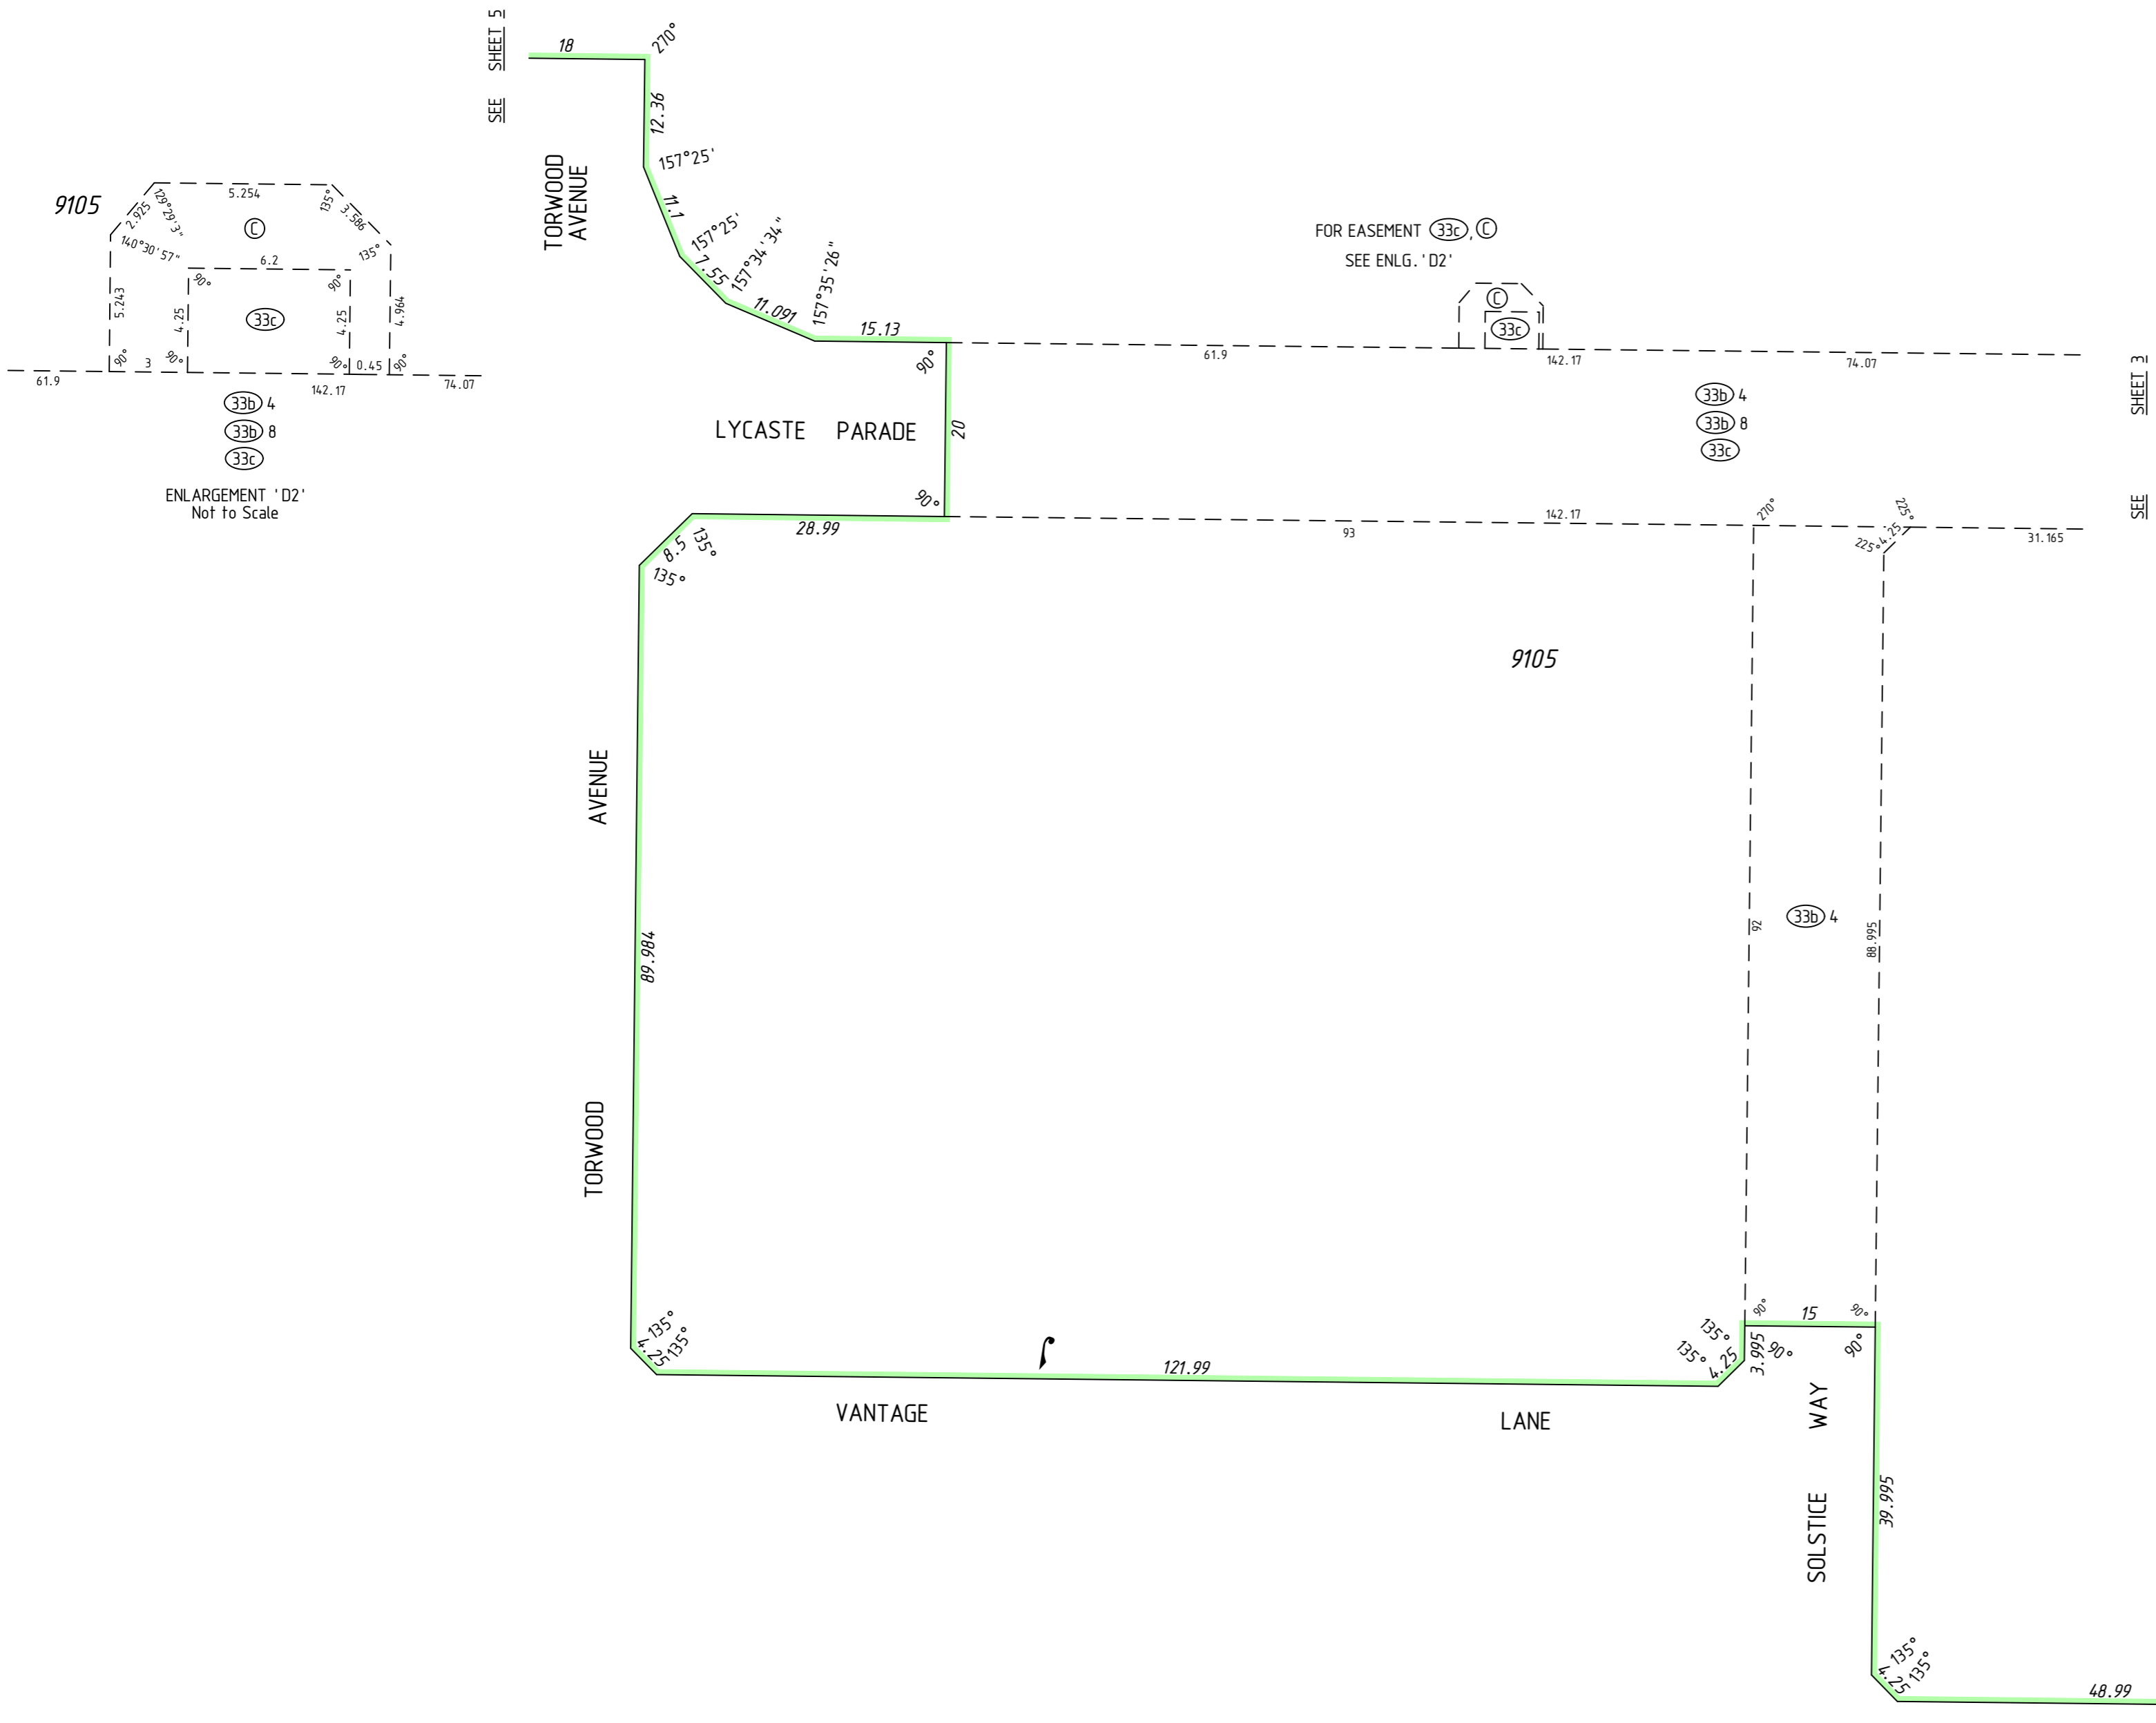 SHEET 5
SEE
18
270°
12.36
157°25'
TORWOOD
AVENUE
11.1
157°25'
7.55
157°34'34"
11.091
157°35'26"
15.13
9105
2.925
129°29'3"
5.254
135°
3.586
C
140°30'57"
135°
6.2
90°
90°
5.243
4.25
33c
4.25
4.964
90°
3
90°
90°
0.45
90°
61.9
142.17
74.07
33b 4
33b 8
33c
ENLARGEMENT 'D2'
Not to Scale
FOR EASEMENT 33c, C
SEE ENLG. 'D2'
C
33c
61.9
142.17
74.07
SHEET 3
SEE
90°
20
LYCASTE PARADE
90°
33b 4
33b 8
33c
28.99
8.5
135°
135°
93
142.17
270°
225°
4.25
225°
31.165
9105
AVENUE
TORWOOD
89.984
92
33b 4
88.995
135°
135°
4.25
121.99
135°
135°
4.25
3.995
90°
15
90°
90°
90°
VANTAGE LANE
SOLSTICE WAY
39.995
135°
135°
4.25
48.99